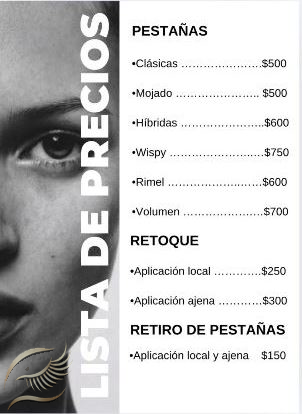 LISTA DE PRECIOS
PESTAÑAS
•Clásicas ………………….$500
•Mojado ………………….. $500
•Híbridas ……………….…$600
•Wispy ……………………$750
•Rimel ……………………$600
•Volumen …………………$700
RETOQUE
•Aplicación local ………….$250
•Aplicación ajena …………$300
RETIRO DE PESTAÑAS
•Aplicación local y ajena $150